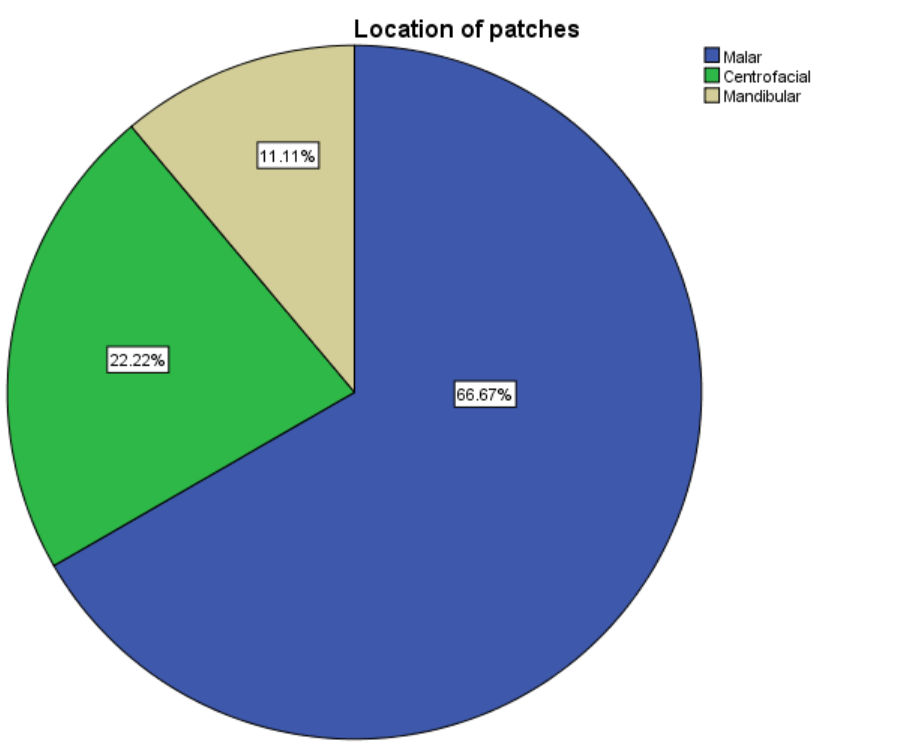 Location of patches
Malar
Centrofacial
Mandibular
11.11%
22.22%
66.67%